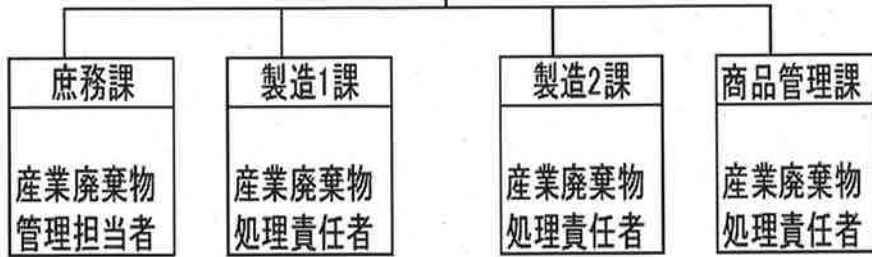 庶務課
産業廃棄物
管理担当者
製造1課
産業廃棄物
処理責任者
製造2課
産業廃棄物
処理責任者
商品管理課
産業廃棄物
処理責任者